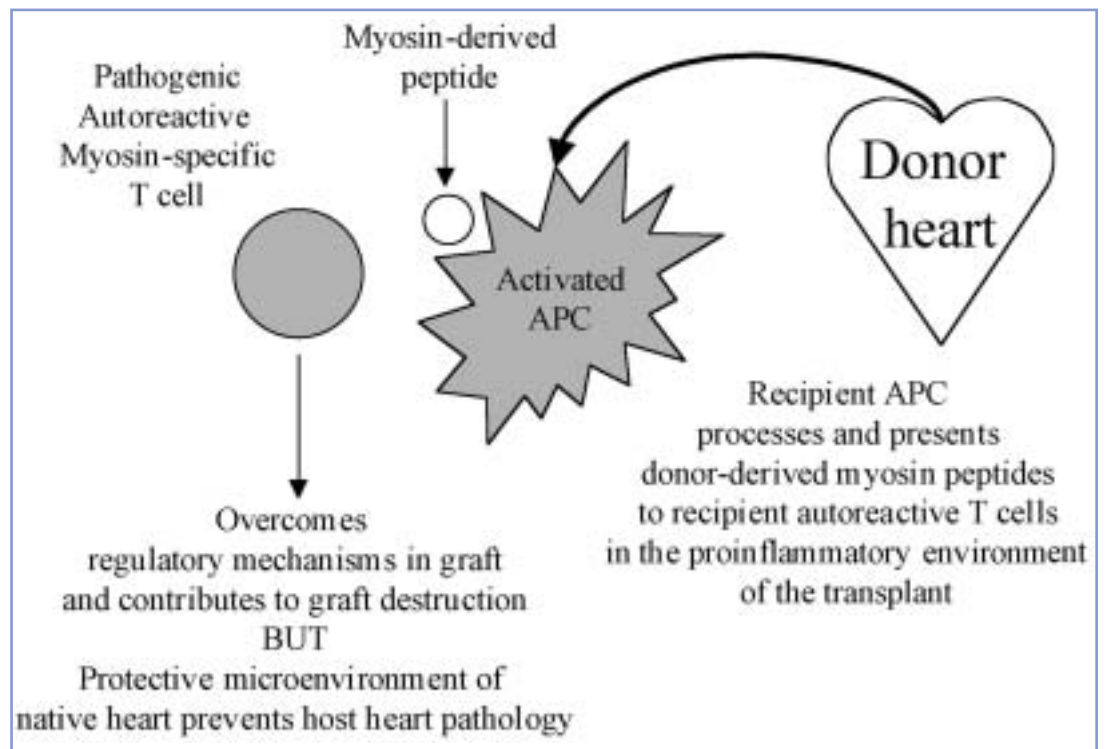 Myosin-derived
peptide
Pathogenic
Autoreactive
Myosin-specific
T cell
Donor
heart
Activated
APC
Recipient APC
processes and presents
donor-derived myosin peptides
to recipient autoreactive T cells
in the proinflammatory environment
of the transplant
Overcomes
regulatory mechanisms in graft
and contributes to graft destruction
BUT
Protective microenvironment of
native heart prevents host heart pathology